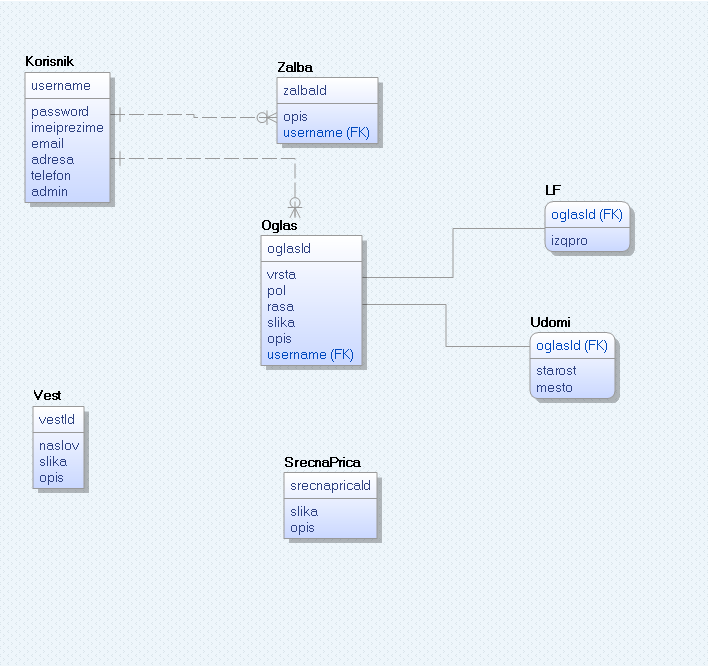 Korisnik
username
password
imeiprezime
email
adresa
telefon
admin
Zalba
zalbaId
opis
username (FK)
Oglas
oglasId
vrsta
pol
rasa
slika
opis
username (FK)
LF
oglasId (FK)
izgpro
Udomi
oglasId (FK)
starost
mesto
Vest
vestId
naslov
slika
opis
SrecnaPrica
srecnapricaId
slika
opis